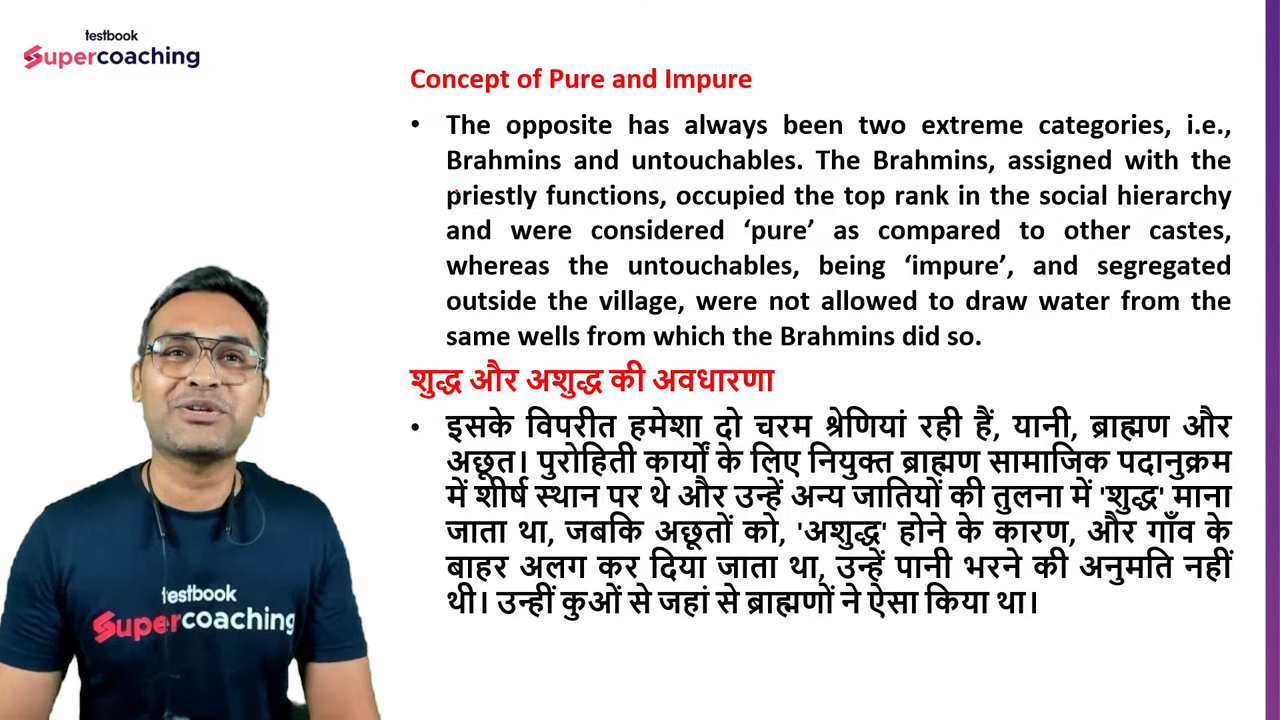 testbook
Supercoaching
Concept of Pure and Impure
• The opposite has always been two extreme categories, i.e.,
Brahmins and untouchables. The Brahmins, assigned with the
priestly functions, occupied the top rank in the social hierarchy
and were considered ‘pure’ as compared to other castes,
whereas the untouchables, being ‘impure’, and segregated
outside the village, were not allowed to draw water from the
same wells from which the Brahmins did so.
शुद्ध और अशुद्ध की अवधारणा
• इसके विपरीत हमेशा दो चरम श्रेणियां रही हैं, यानी, ब्राह्मण और
अछूत। पुरोहिती कार्यों के लिए नियुक्त ब्राह्मण सामाजिक पदानुक्रम
में शीर्ष स्थान पर थे और उन्हें अन्य जातियों की तुलना में 'शुद्ध' माना
जाता था, जबकि अछूतों को, 'अशुद्ध' होने के कारण, और गाँव के
बाहर अलग कर दिया जाता था, उन्हें पानी भरने की अनुमति नहीं
थी। उन्हीं कुओं से जहां से ब्राह्मणों ने ऐसा किया था।
testbook
Supercoaching